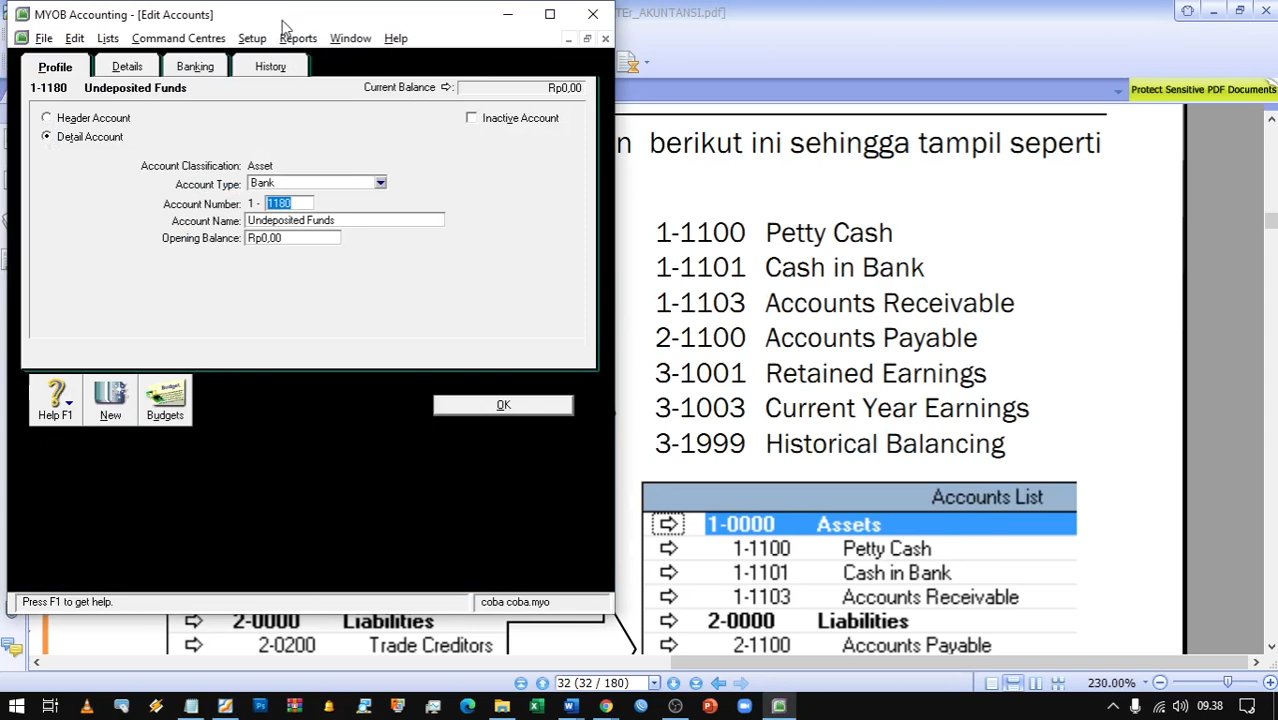 MYOB Accounting - [Edit Accounts]
File Edit Lists Command Centres Setup Reports Window Help
Profile Details Banking History
1-1180 Undeposited Funds Current Balance Rp0,00
Header Account
Detail Account
Inactive Account
Account Classification: Asset
Account Type: Bank
Account Number: 1 - 1180
Account Name: Undeposited Funds
Opening Balance: Rp0,00
Help F1 New Budget Budgets
OK
Press F1 to get help. coba coba.myo
TEr_AKUNTANSI.pdf]
Protect Sensitive PDF Documents
n berikut ini sehingga tampil seperti
1-1100 Petty Cash
1-1101 Cash in Bank
1-1103 Accounts Receivable
2-1100 Accounts Payable
3-1001 Retained Earnings
3-1003 Current Year Earnings
3-1999 Historical Balancing
Accounts List
1-0000 Assets
1-1100 Petty Cash
1-1101 Cash in Bank
1-1103 Accounts Receivable
2-0000 Liabilities
2-1100 Accounts Payable
2-0000 Liabilities
2-0200 Trade Creditors
32 (32 / 180)
230.00%
09.38